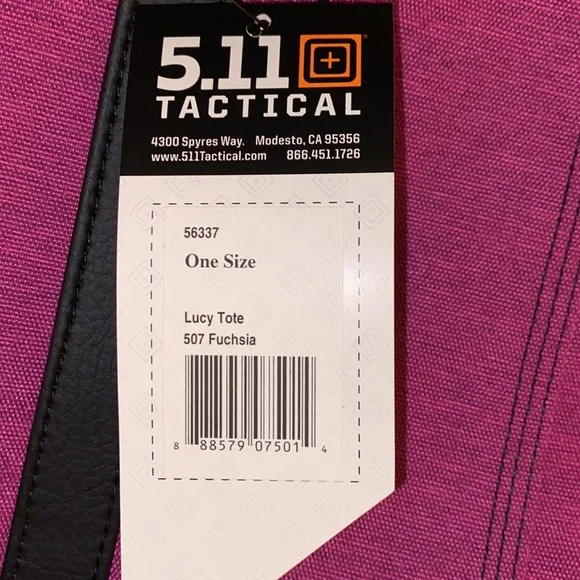 5.11
TACTICAL
4300 Spyres Way. Modesto, CA 95356
www.511Tactical.com 866.451.1726
56337
One Size
Lucy Tote
507 Fuchsia
8 88579 07501 4